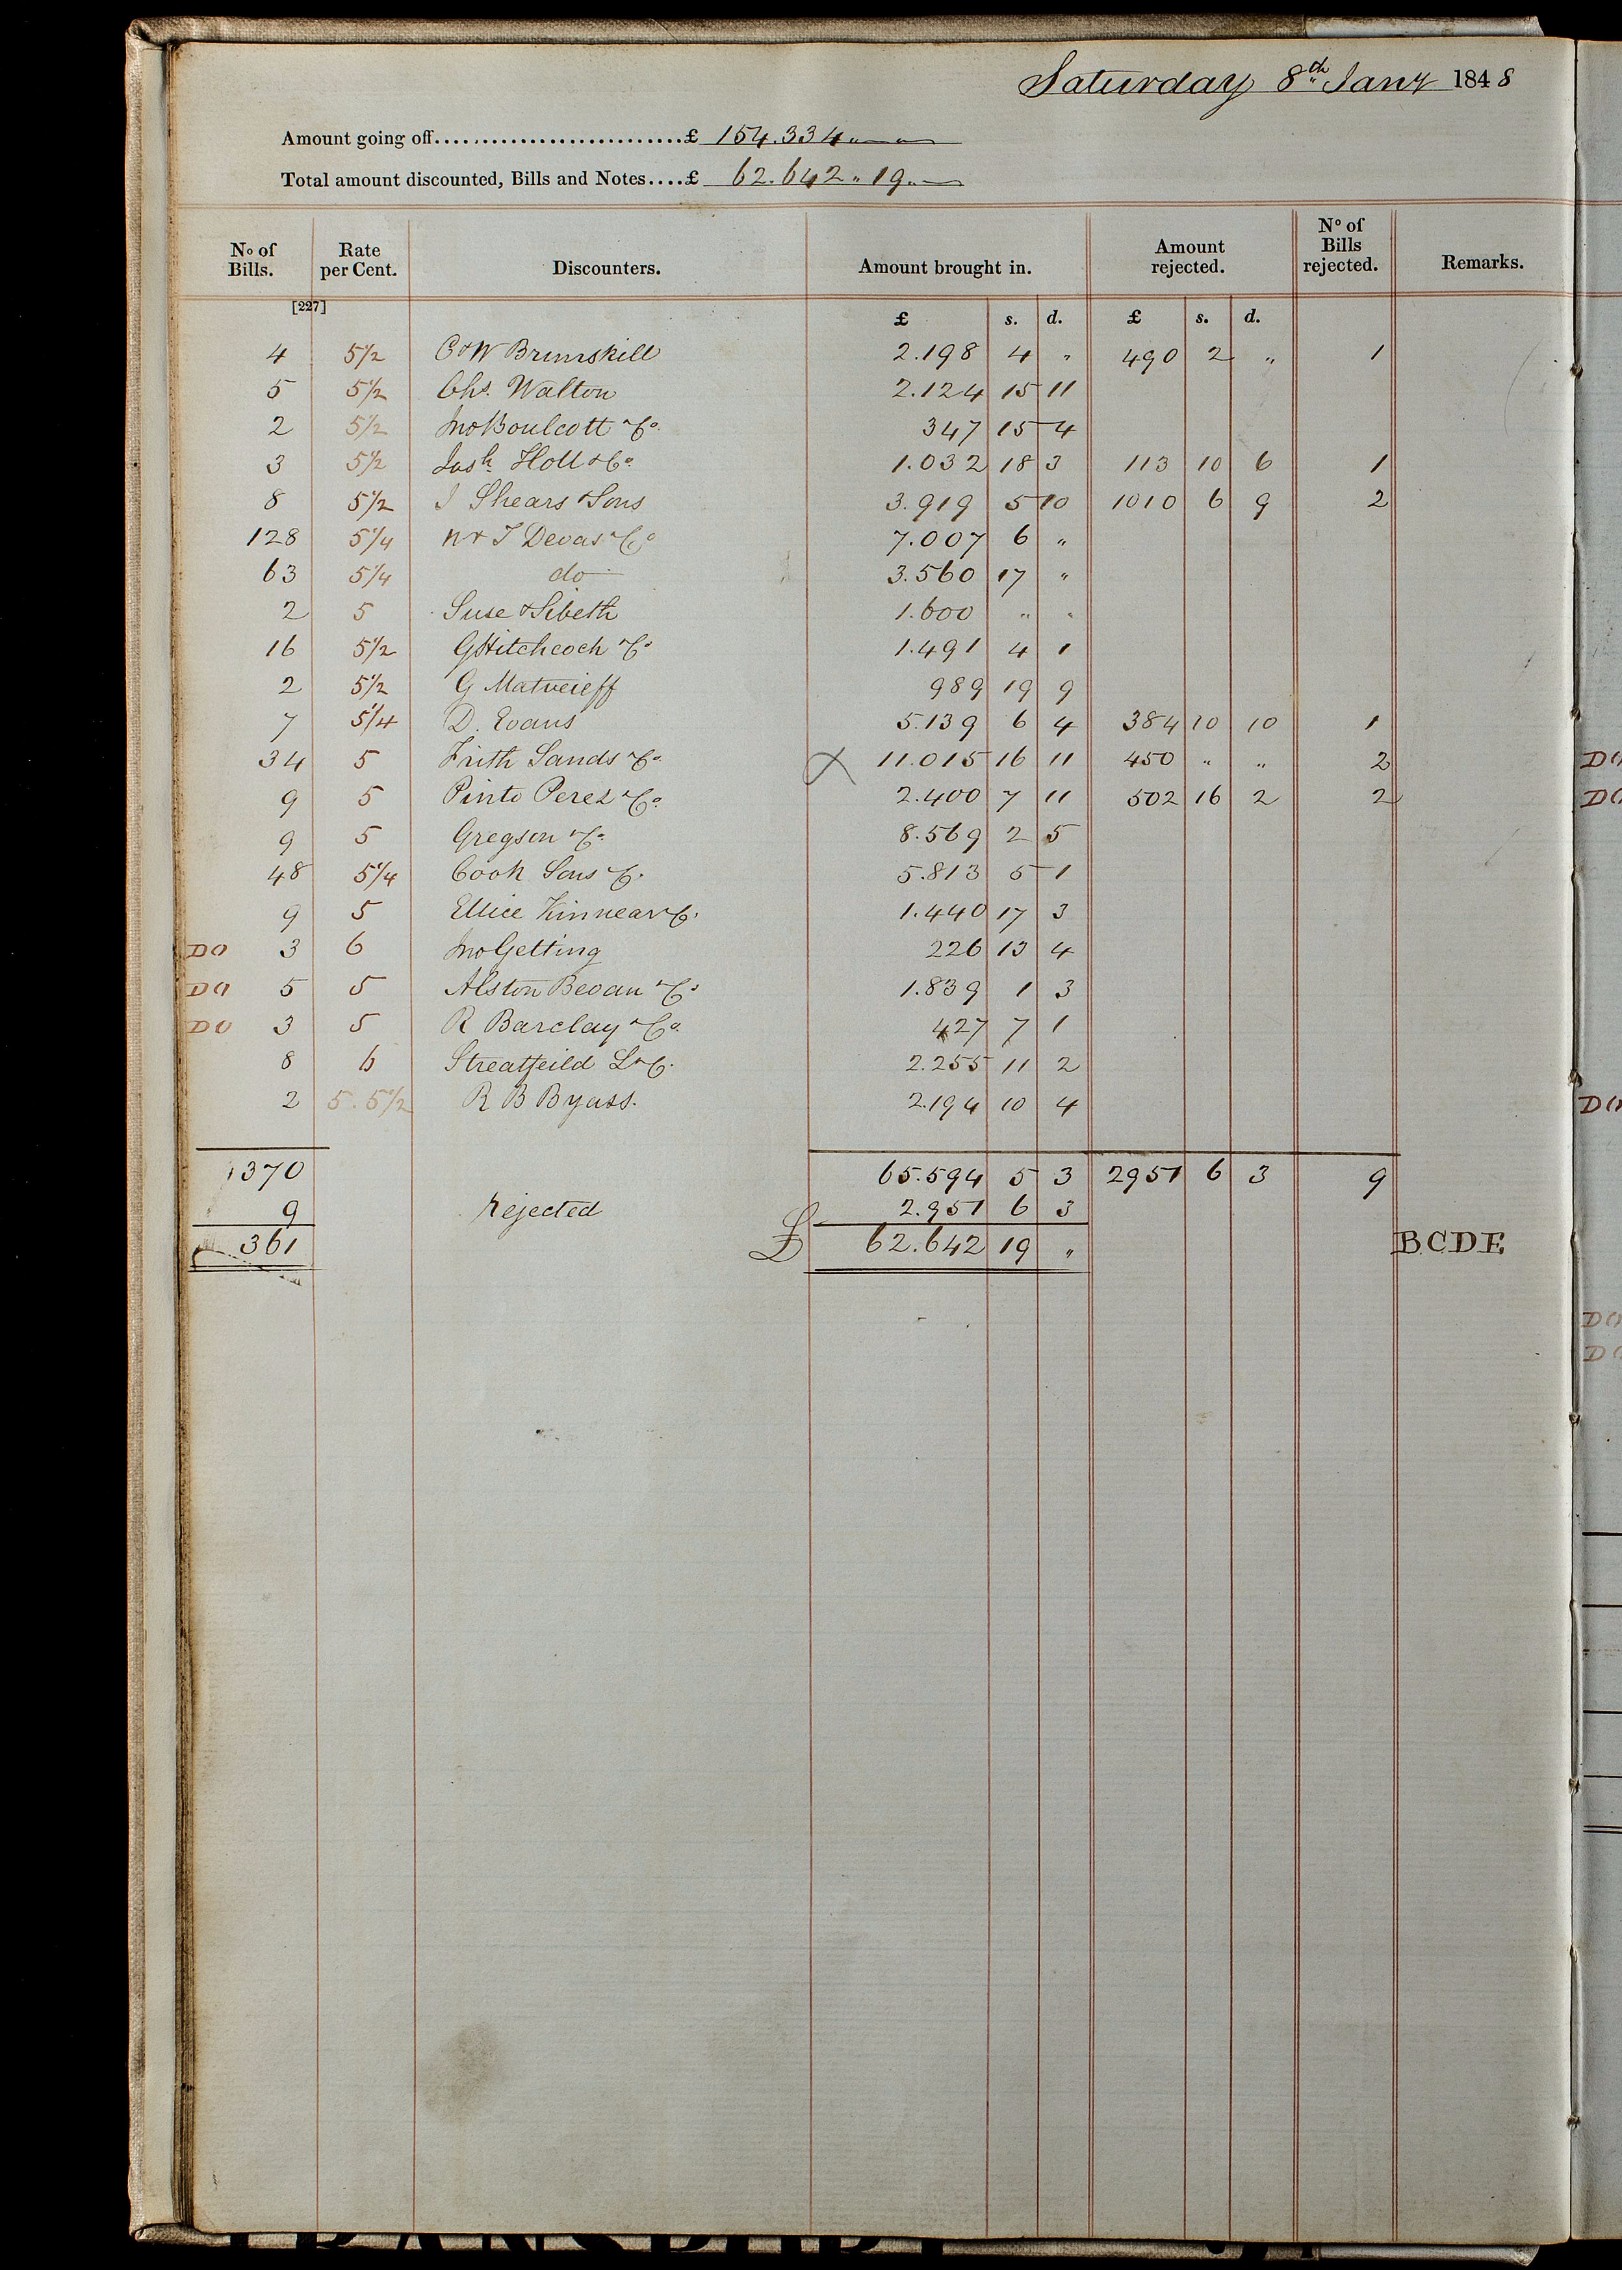 Saturday 8th Jany 1848
Amount going off..........................£ 154.334 " — "
Total amount discounted, Bills and Notes....£ 62.642 " 19 " —
No of Bills. Rate per Cent. Discounters. Amount brought in. Amount rejected. No of Bills rejected. Remarks.
[227]
£ s. d. £ s. d.
4 5½ C & W Brunskill 2.198 4 " 490 2 " 1
5 5½ Chs. Walton 2.124 15 11
2 5½ Jno Boulcott & Co. 347 15 4
3 5½ Josh Holl & Co. 1.032 18 3 113 10 6 1
8 5½ J Shears & Sons 3.919 5 10 1010 6 9 2
128 5¼ W & T Devas & Co 7.007 6 "
63 5¼ do 3.560 17 "
2 5 Suse & Sibeth 1.600 " "
16 5½ G Hitchcock & Co 1.491 4 1
2 5½ G Matveieff 989 19 9
7 5¼ D. Evans 5.139 6 4 384 10 10 1
34 5 Frith Sands & Co. 11.015 16 11 450 " " 2
9 5 Pinto Perez & Co. 2.400 7 11 502 16 2 2
9 5 Gregson & Co 8.569 2 5
48 5¼ Cook Sons & C. 5.813 5 1
9 5 Ellice Kinnear & C. 1.440 17 3
DO 3 6 Jno Getting 226 13 4
DO 5 5 Alston Bevan & Co 1.839 1 3
DO 3 5 R Barclay & Co. 427 7 1
8 6 Streatfeild L & C. 2.255 11 2
2 5. 5½ R B Byass. 2.194 10 4
370 65.594 5 3 2951 6 3 9
9 rejected 2.951 6 3
361 £ 62.642 19 " B.C.D.E